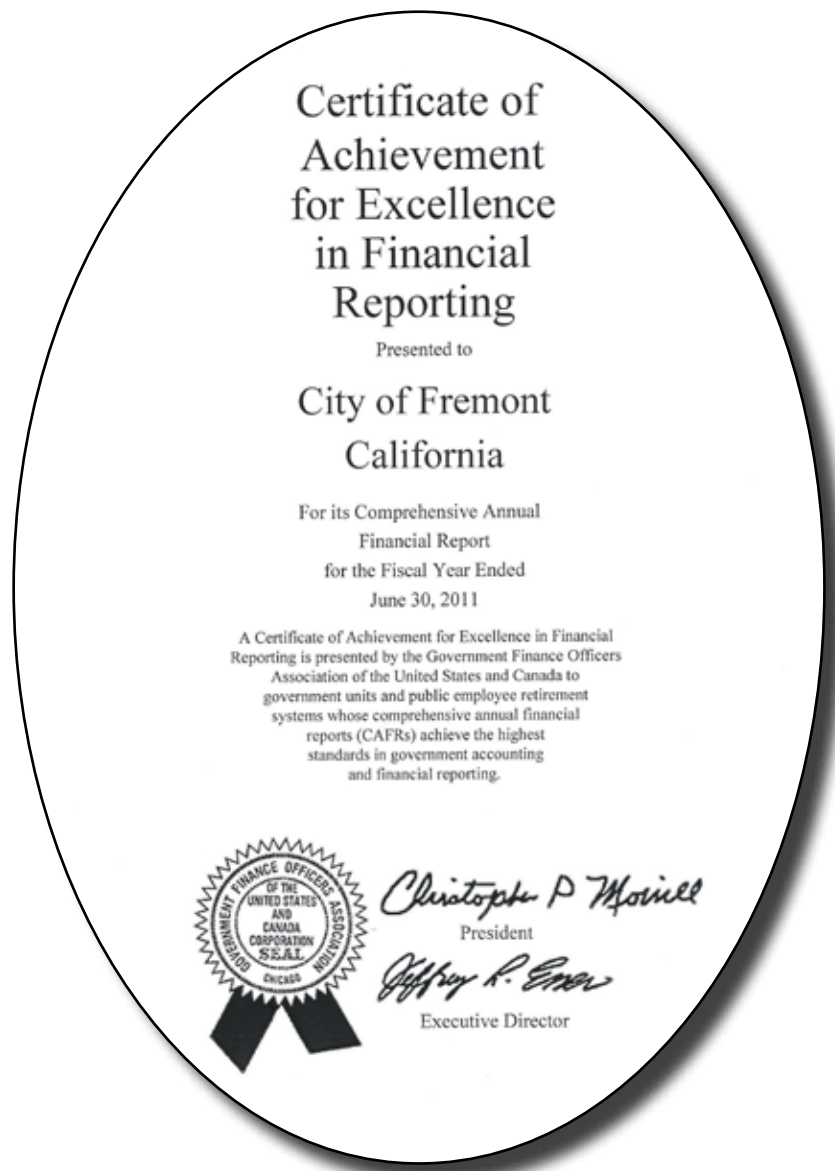 Certificate of
Achievement
for Excellence
in Financial
Reporting
Presented to
City of Fremont
California
For its Comprehensive Annual
Financial Report
for the Fiscal Year Ended
June 30, 2011
A Certificate of Achievement for Excellence in Financial
Reporting is presented by the Government Finance Officers
Association of the United States and Canada to
government units and public employee retirement
systems whose comprehensive annual financial
reports (CAFRs) achieve the highest
standards in government accounting
and financial reporting.
GOVERNMENT FINANCE OFFICERS ASSOCIATION
OF THE
UNITED STATES
AND
CANADA
CORPORATION
SEAL
CHICAGO
Christopher P Morrill
President
Jeffrey R. Ener
Executive Director